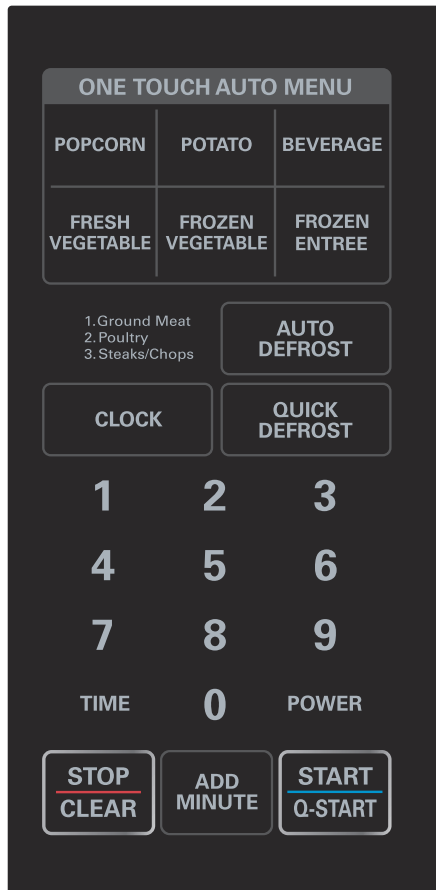 ONE TOUCH AUTO MENU
POPCORN POTATO BEVERAGE
FRESH
VEGETABLE
FROZEN
VEGETABLE
FROZEN
ENTREE
1.Ground Meat
2.Poultry
3.Steaks/Chops
AUTO
DEFROST
CLOCK
QUICK
DEFROST
1 2 3
4 5 6
7 8 9
TIME 0 POWER
STOP
CLEAR
ADD
MINUTE
START
Q-START